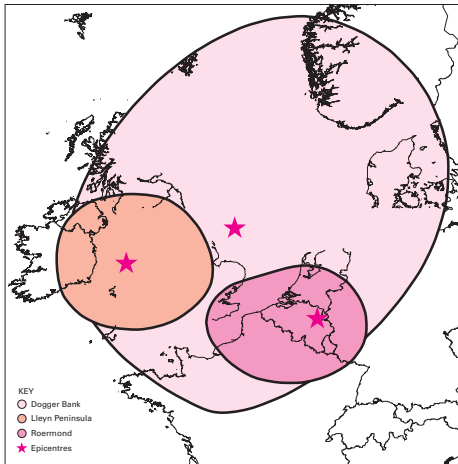 KEY
Dogger Bank
Lleyn Peninsula
Roermond
Epicentres